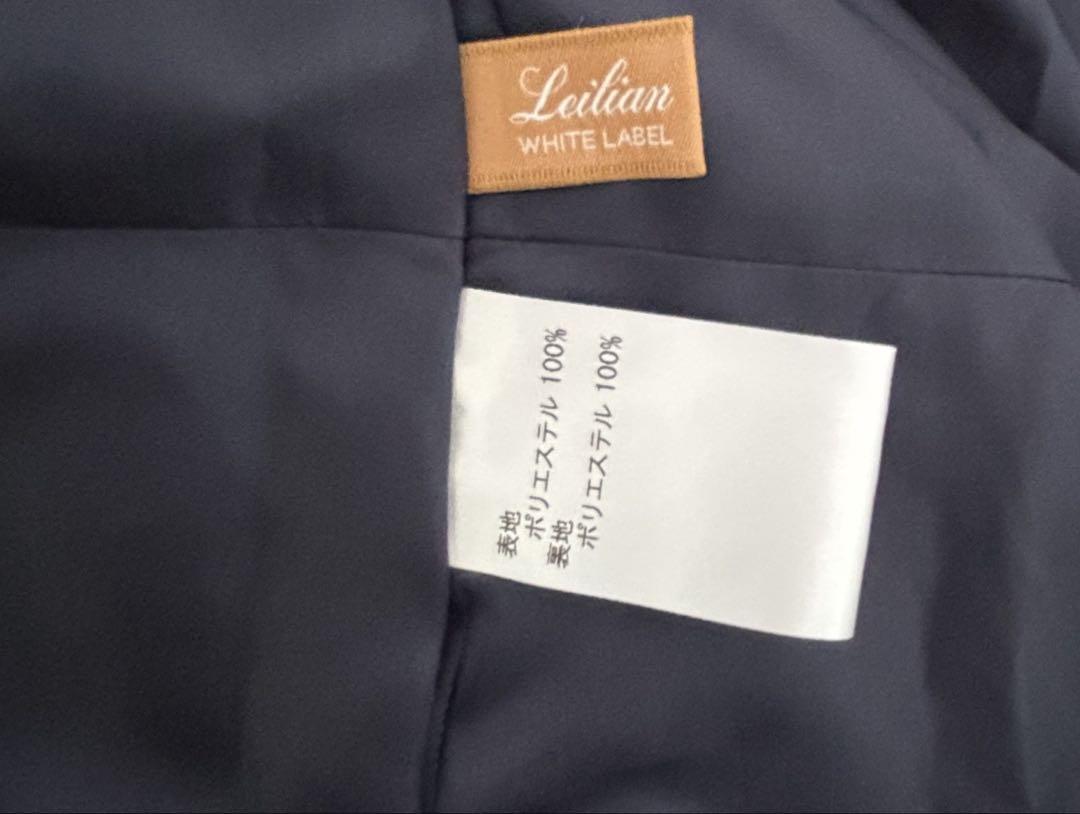 Leilian
WHITE LABEL
表地
ポリエステル 100%
裏地
ポリエステル 100%